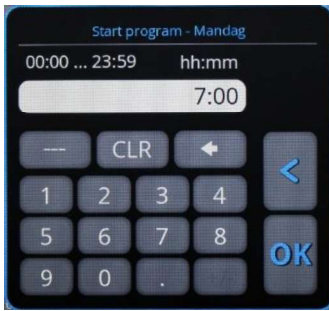 Start program - Mandag
00:00 ... 23:59 hh:mm
7:00
--- CLR
1 2 3 4
5 6 7 8
9 0 . +/-
OK